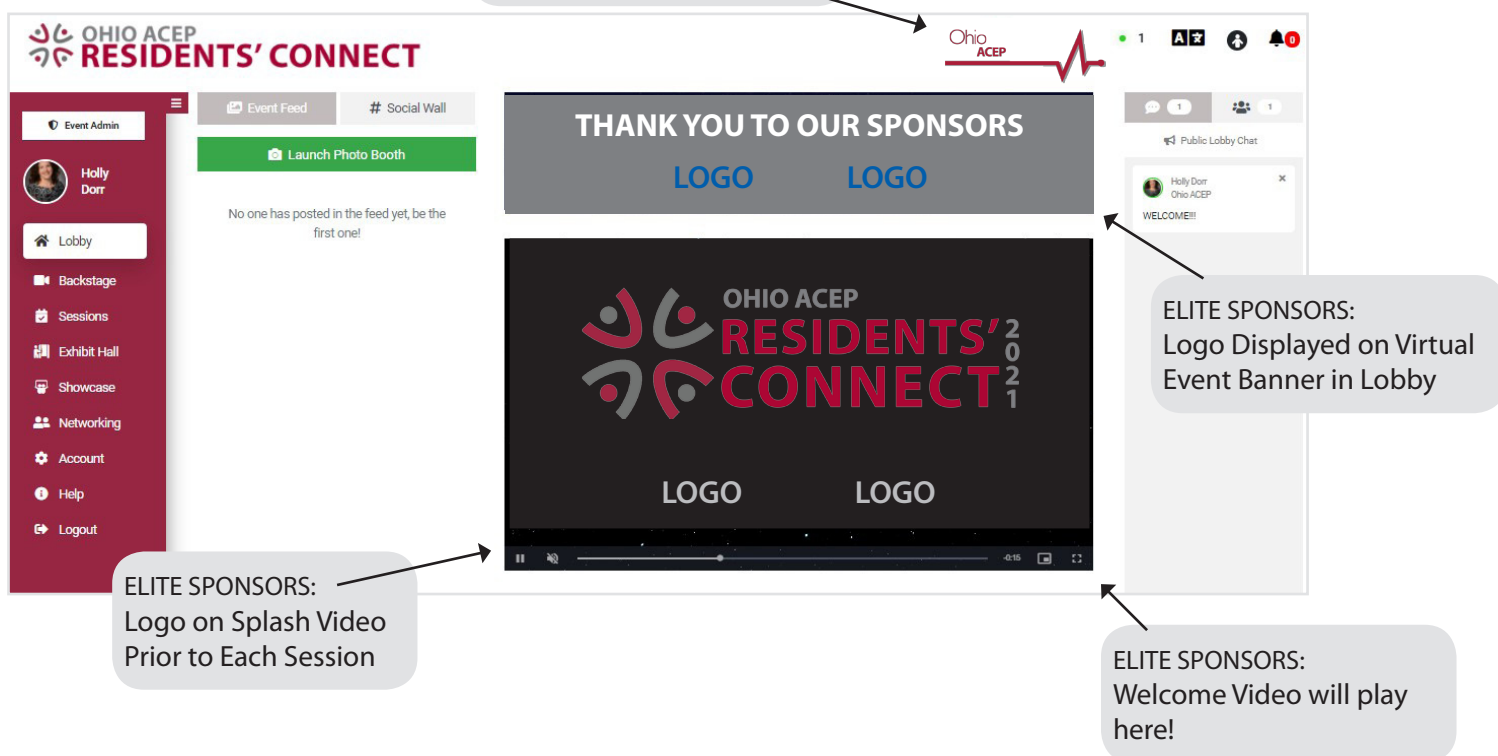 OHIO ACEP
RESIDENTS' CONNECT
Ohio
ACEP
1
A
0
Event Admin
Holly
Dorr
Lobby
Backstage
Sessions
Exhibit Hall
Showcase
Networking
Account
Help
Logout
Event Feed
# Social Wall
Launch Photo Booth
No one has posted in the feed yet, be the
first one!
THANK YOU TO OUR SPONSORS
LOGO LOGO
OHIO ACEP
RESIDENTS'
CONNECT
2021
LOGO LOGO
-0:15
1
1
Public Lobby Chat
Holly Dorr
Ohio ACEP
WELCOME!!!
ELITE SPONSORS:
Logo Displayed on Virtual
Event Banner in Lobby
ELITE SPONSORS:
Logo on Splash Video
Prior to Each Session
ELITE SPONSORS:
Welcome Video will play
here!